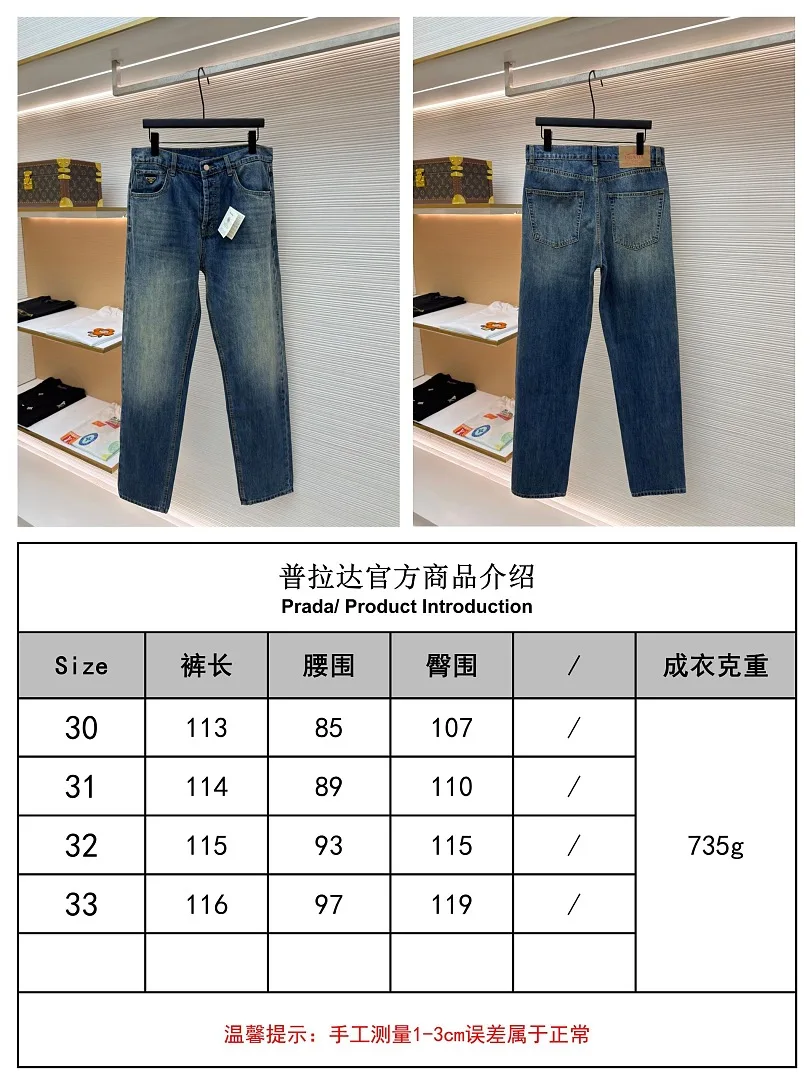 普拉达官方商品介绍
Prada/ Product Introduction
Size 裤长 腰围 臀围 / 成衣克重
30 113 85 107 /
31 114 89 110 /
32 115 93 115 / 735g
33 116 97 119 /
温馨提示：手工测量1-3cm误差属于正常